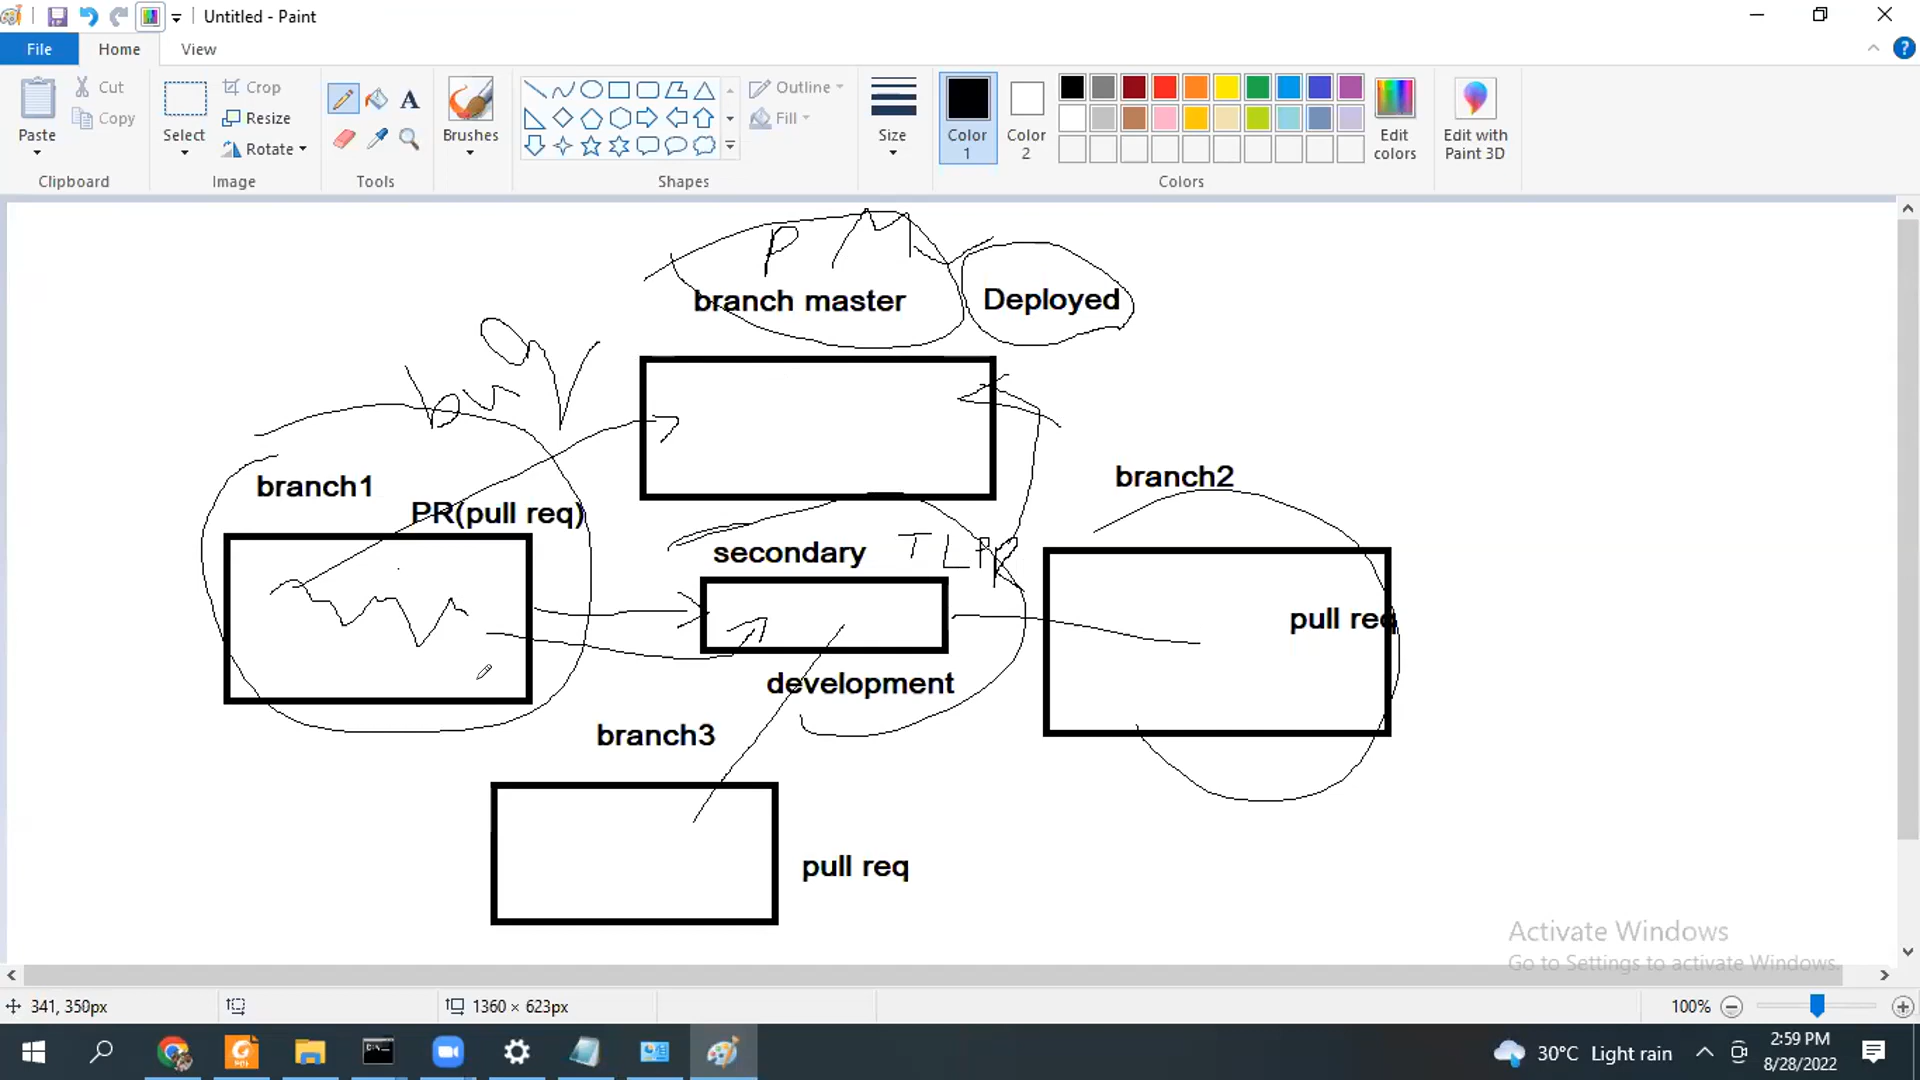 Untitled - Paint
File
Home
View
Paste
Cut
Copy
Clipboard
Select
Crop
Resize
Rotate
Image
Tools
Brushes
Shapes
Outline
Fill
Size
Color
1
Color
2
Edit
colors
Colors
Edit with
Paint 3D
P M
branch master
Deployed
branch1
PR(pull req)
branch2
secondary
TL
pull req
development
branch3
pull req
Activate Windows
Go to Settings to activate Windows.
341, 350px
1360 × 623px
100%
30°C Light rain
2:59 PM
8/28/2022